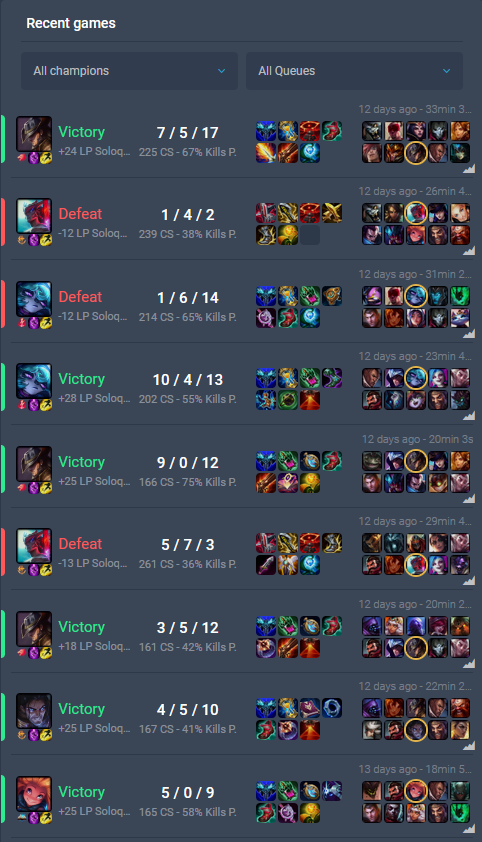 Recent games
All champions
All Queues
12 days ago - 33min 3...
Victory
7 / 5 / 17
+24 LP Soloq...
225 CS - 67% Kills P.
12 days ago - 26min 4...
Defeat
1 / 4 / 2
-12 LP Soloq...
239 CS - 38% Kills P.
12 days ago - 31min 2...
Defeat
1 / 6 / 14
-12 LP Soloq...
214 CS - 65% Kills P.
12 days ago - 23min 4...
Victory
10 / 4 / 13
+28 LP Soloq...
202 CS - 55% Kills P.
12 days ago - 20min 3s
Victory
9 / 0 / 12
+25 LP Soloq...
166 CS - 75% Kills P.
12 days ago - 29min 4...
Defeat
5 / 7 / 3
-13 LP Soloq...
261 CS - 36% Kills P.
12 days ago - 20min 2...
Victory
3 / 5 / 12
+18 LP Soloq...
161 CS - 42% Kills P.
12 days ago - 22min 2...
Victory
4 / 5 / 10
+25 LP Soloq...
167 CS - 41% Kills P.
13 days ago - 18min 5...
Victory
5 / 0 / 9
+25 LP Soloq...
165 CS - 58% Kills P.